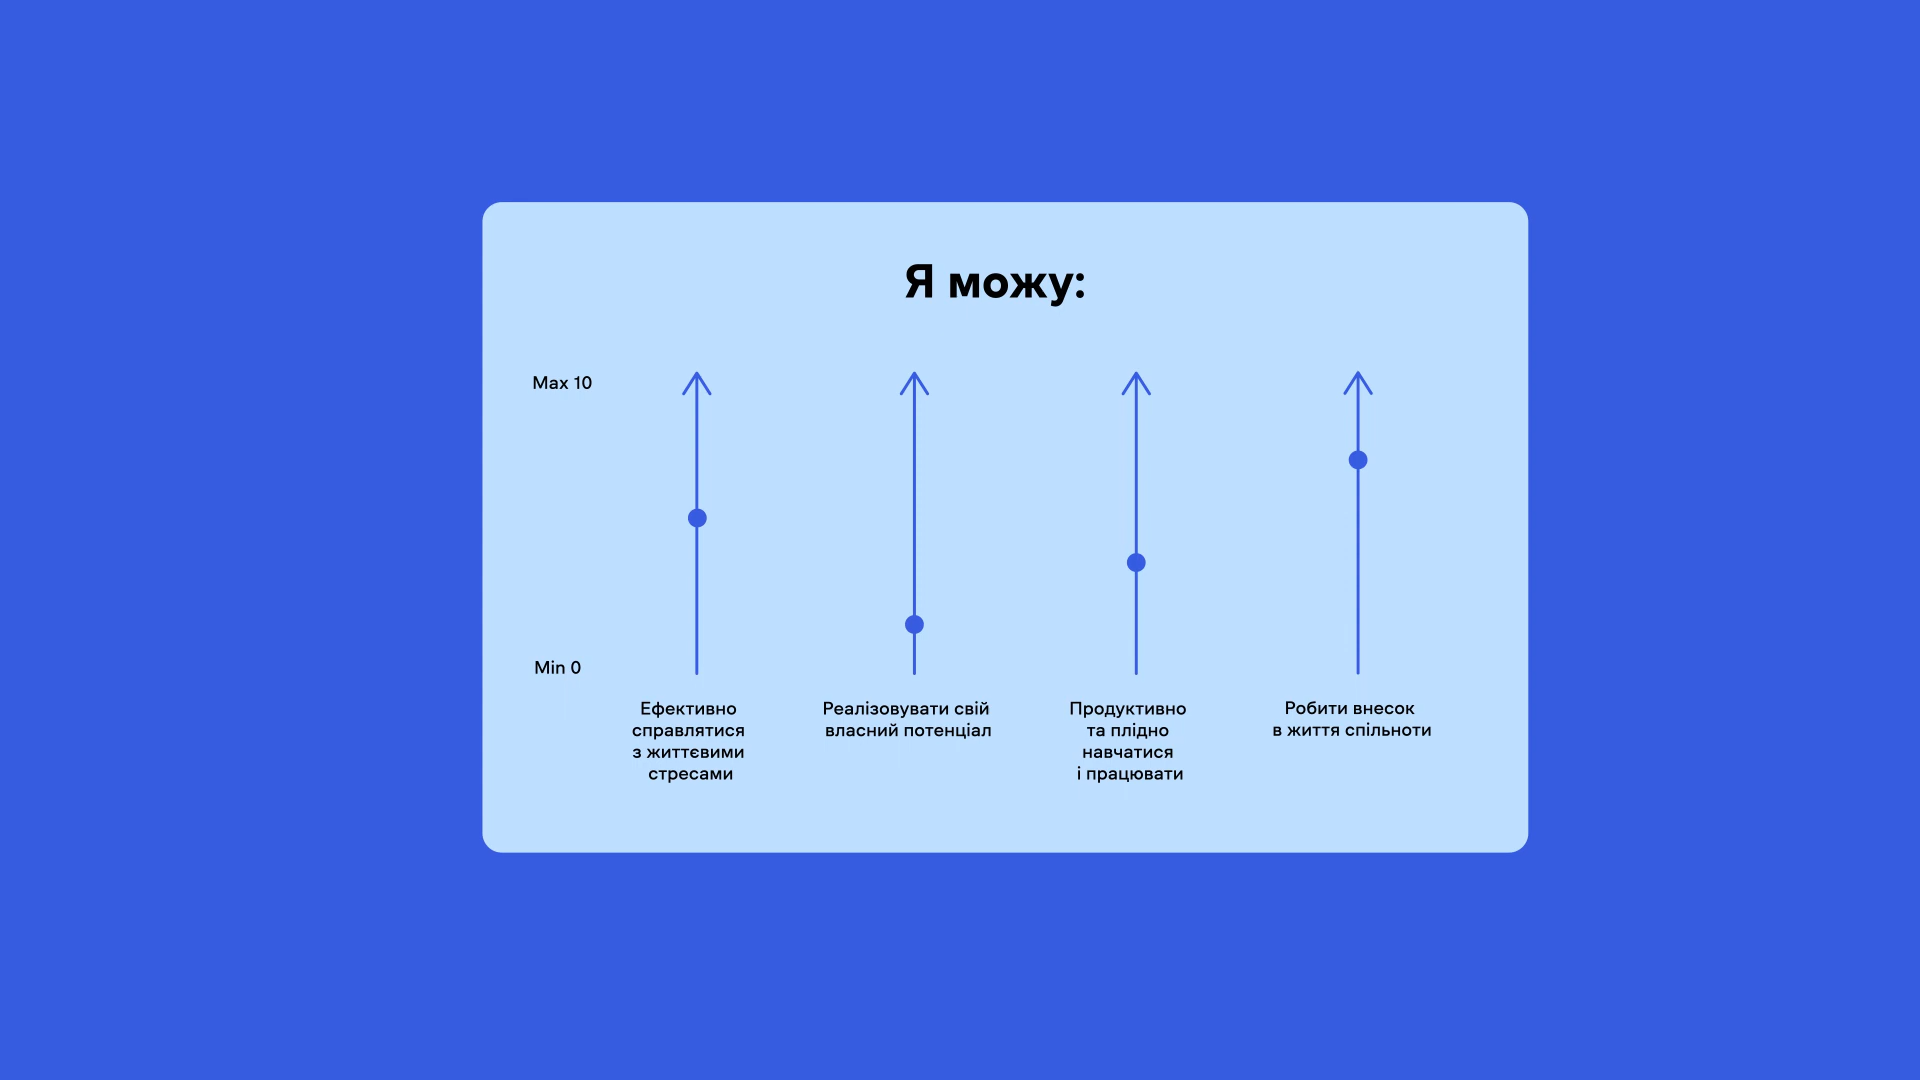 Я можу:
Max 10
Min 0
Ефективно
справлятися
з життєвими
стресами
Реалізовувати свій
власний потенціал
Продуктивно
та плідно
навчатися
і працювати
Робити внесок
в життя спільноти